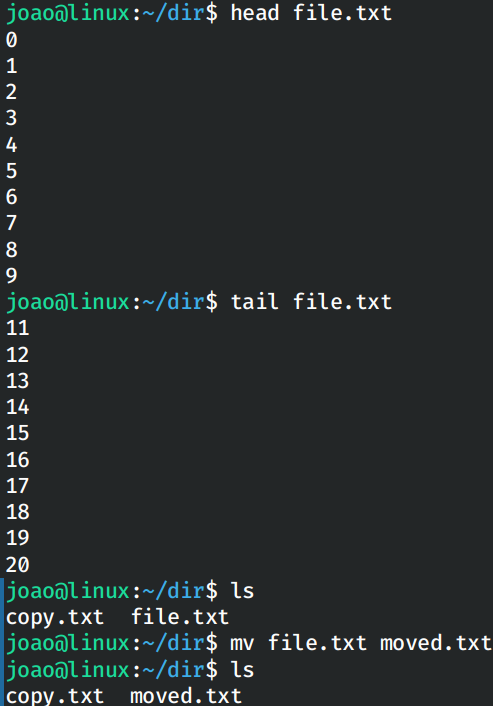 joao@linux:~/dir$ head file.txt
0
1
2
3
4
5
6
7
8
9
joao@linux:~/dir$ tail file.txt
11
12
13
14
15
16
17
18
19
20
joao@linux:~/dir$ ls
copy.txt  file.txt
joao@linux:~/dir$ mv file.txt moved.txt
joao@linux:~/dir$ ls
copy.txt  moved.txt